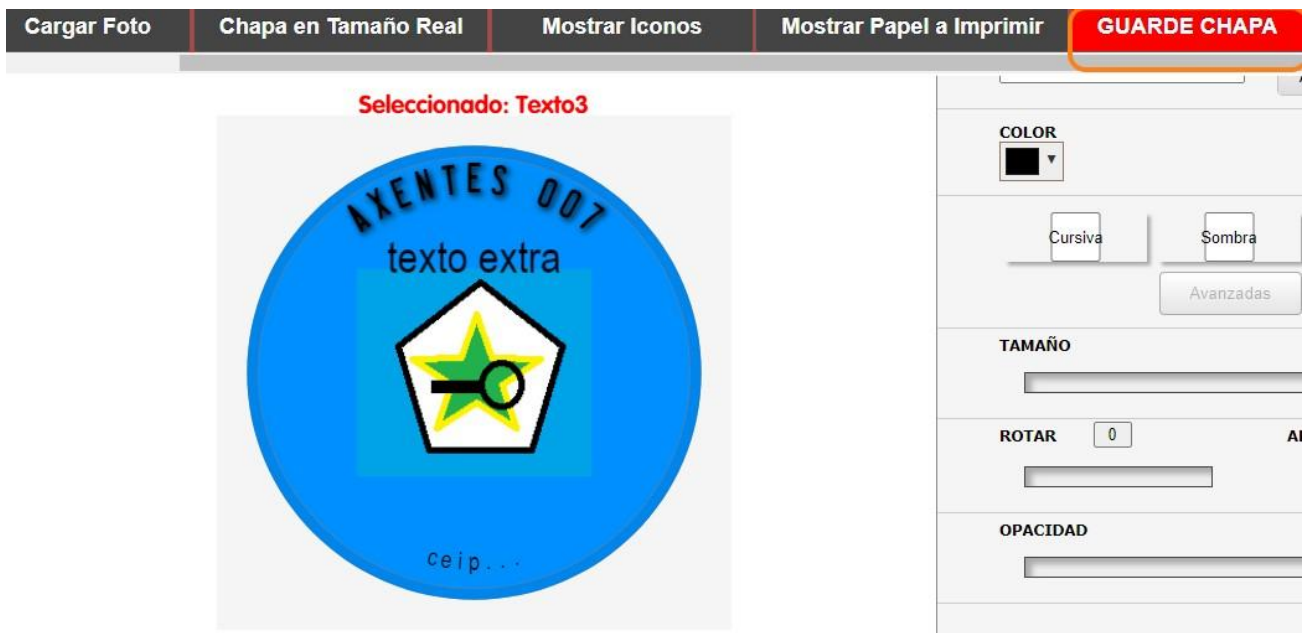 Cargar Foto
Chapa en Tamaño Real
Mostrar Iconos
Mostrar Papel a Imprimir
GUARDE CHAPA
Seleccionado: Texto3
AXENTES 007
texto extra
ceip...
COLOR
Cursiva
Sombra
Avanzadas
TAMAÑO
ROTAR
0
OPACIDAD